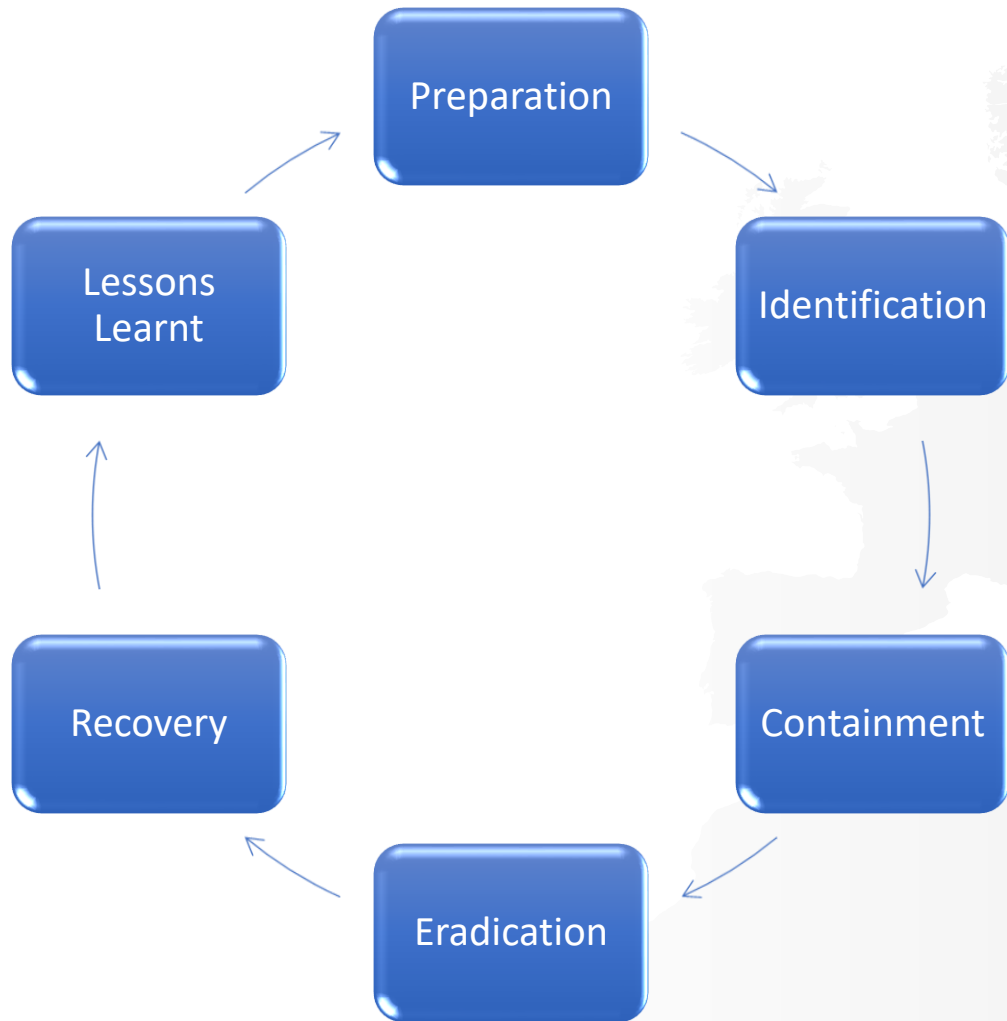 Preparation
Identification
Containment
Eradication
Recovery
Lessons
Learnt